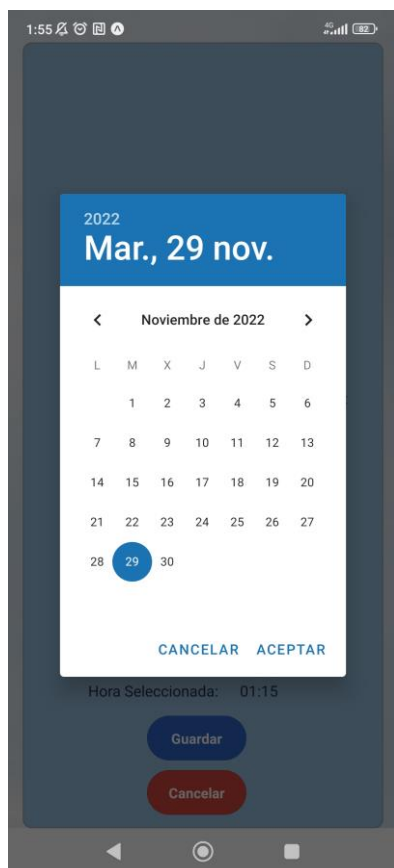 1:55 4G 82
2022
Mar., 29 nov.
Noviembre de 2022
L M X J V S D
1 2 3 4 5 6
7 8 9 10 11 12 13
14 15 16 17 18 19 20
21 22 23 24 25 26 27
28 29 30
CANCELAR ACEPTAR
Hora Seleccionada: 01:15
Guardar
Cancelar